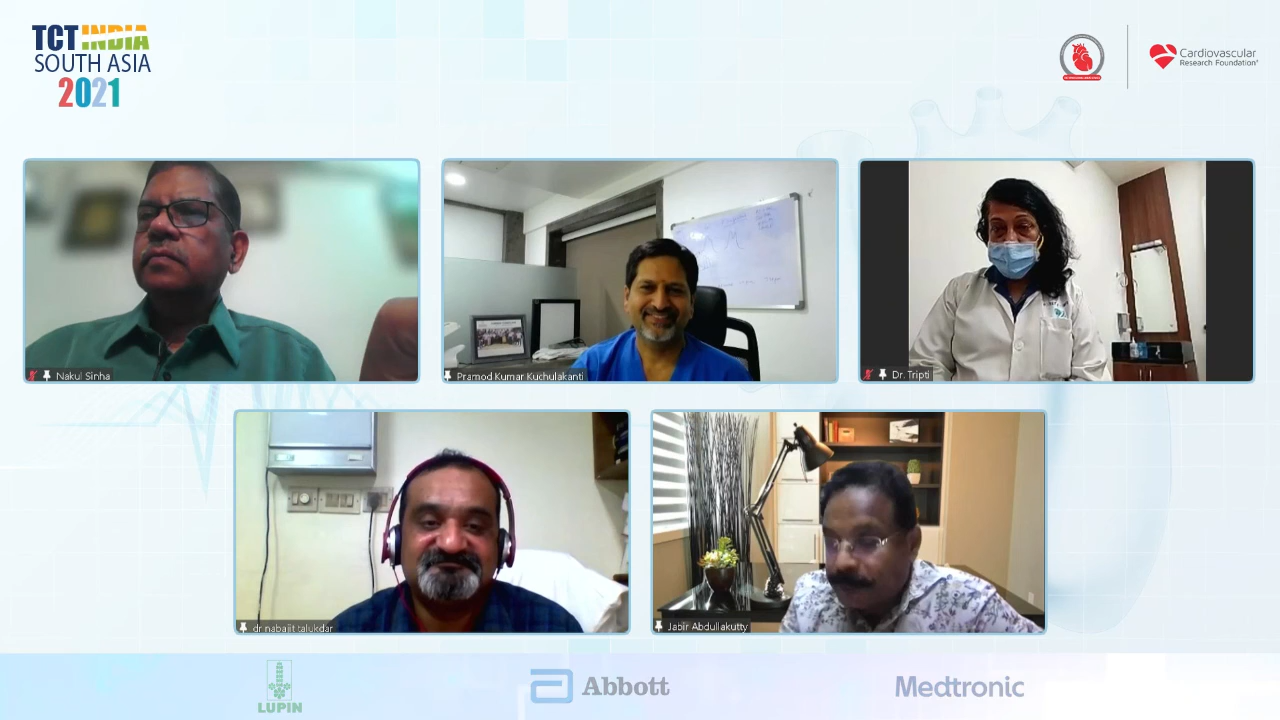 TCT INDIA
SOUTH ASIA
2021
Cardiovascular
Research Foundation®
Nakul Sinha
Pramod Kumar Kuchulakanti
Dr. Tripti
dr nabajit talukdar
Jabir Abdullakutty
LUPIN
Abbott
Medtronic